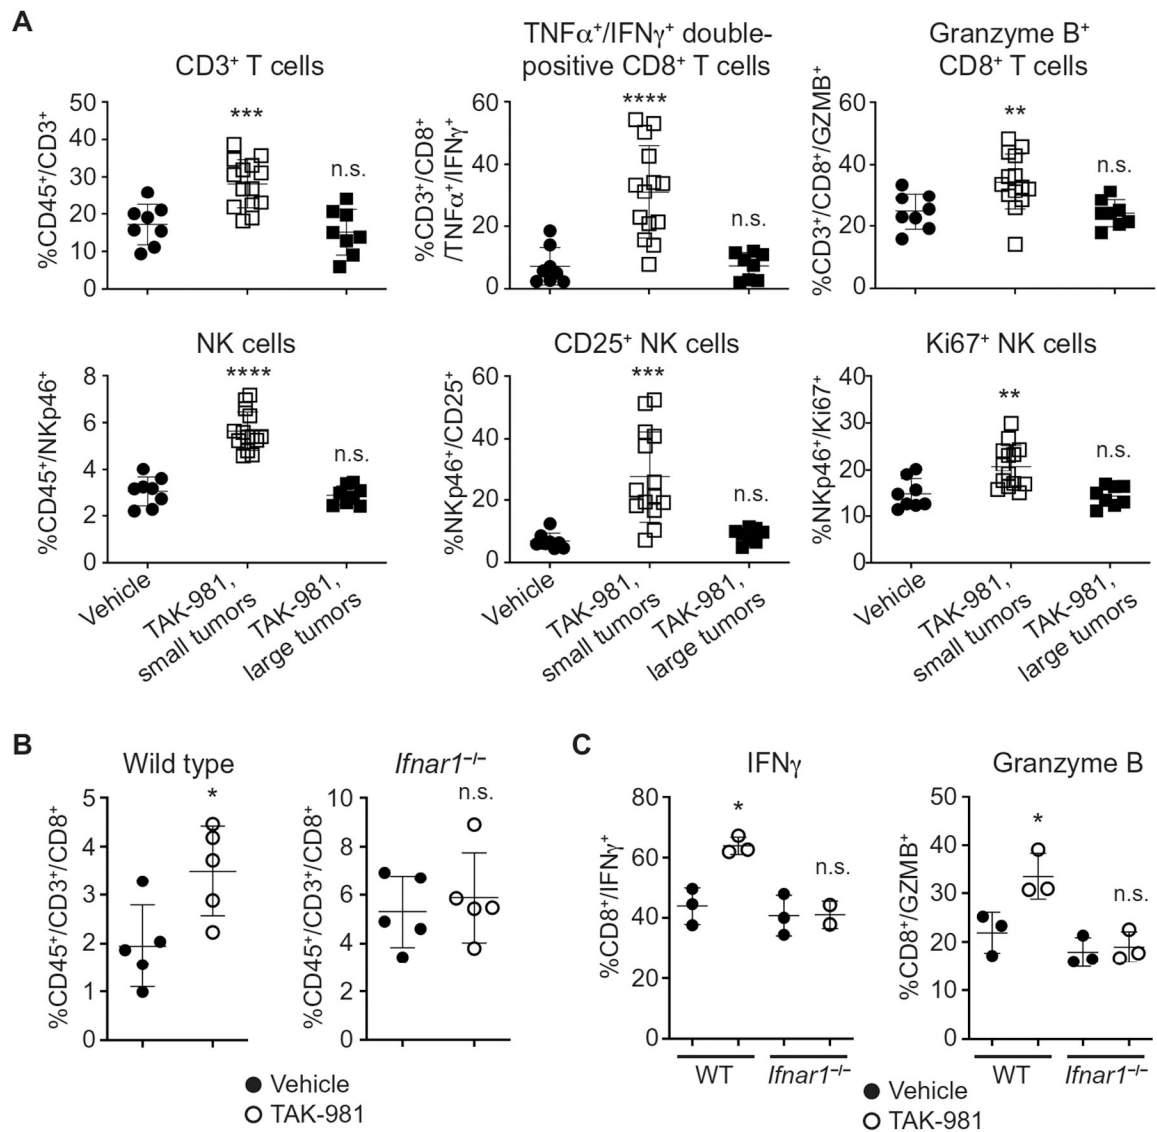 A
CD3⁺ T cells
%CD45⁺/CD3⁺
50
40
30
20
10
0
***
n.s.
TNFα⁺/IFNγ⁺ double-
positive CD8⁺ T cells
%CD3⁺/CD8⁺
/TNFα⁺/IFNγ⁺
60
40
20
0
****
n.s.
Granzyme B⁺
CD8⁺ T cells
%CD3⁺/CD8⁺/GZMB⁺
60
40
20
0
**
n.s.
NK cells
%CD45⁺/NKp46⁺
8
6
4
2
0
****
n.s.
Vehicle
TAK-981,
small tumors
TAK-981,
large tumors
CD25⁺ NK cells
%NKp46⁺/CD25⁺
60
40
20
0
***
n.s.
Vehicle
TAK-981,
small tumors
TAK-981,
large tumors
Ki67⁺ NK cells
%NKp46⁺/Ki67⁺
40
30
20
10
0
**
n.s.
Vehicle
TAK-981,
small tumors
TAK-981,
large tumors
B
Wild type
%CD45⁺/CD3⁺/CD8⁺
5
4
3
2
1
0
*
Ifnar1⁻/⁻
%CD45⁺/CD3⁺/CD8⁺
10
8
6
4
2
0
n.s.
Vehicle
TAK-981
C
IFNγ
%CD8⁺/IFNγ⁺
80
60
40
20
0
*
n.s.
WT
Ifnar1⁻/⁻
Granzyme B
%CD8⁺/GZMB⁺
50
40
30
20
10
0
*
n.s.
WT
Ifnar1⁻/⁻
Vehicle
TAK-981